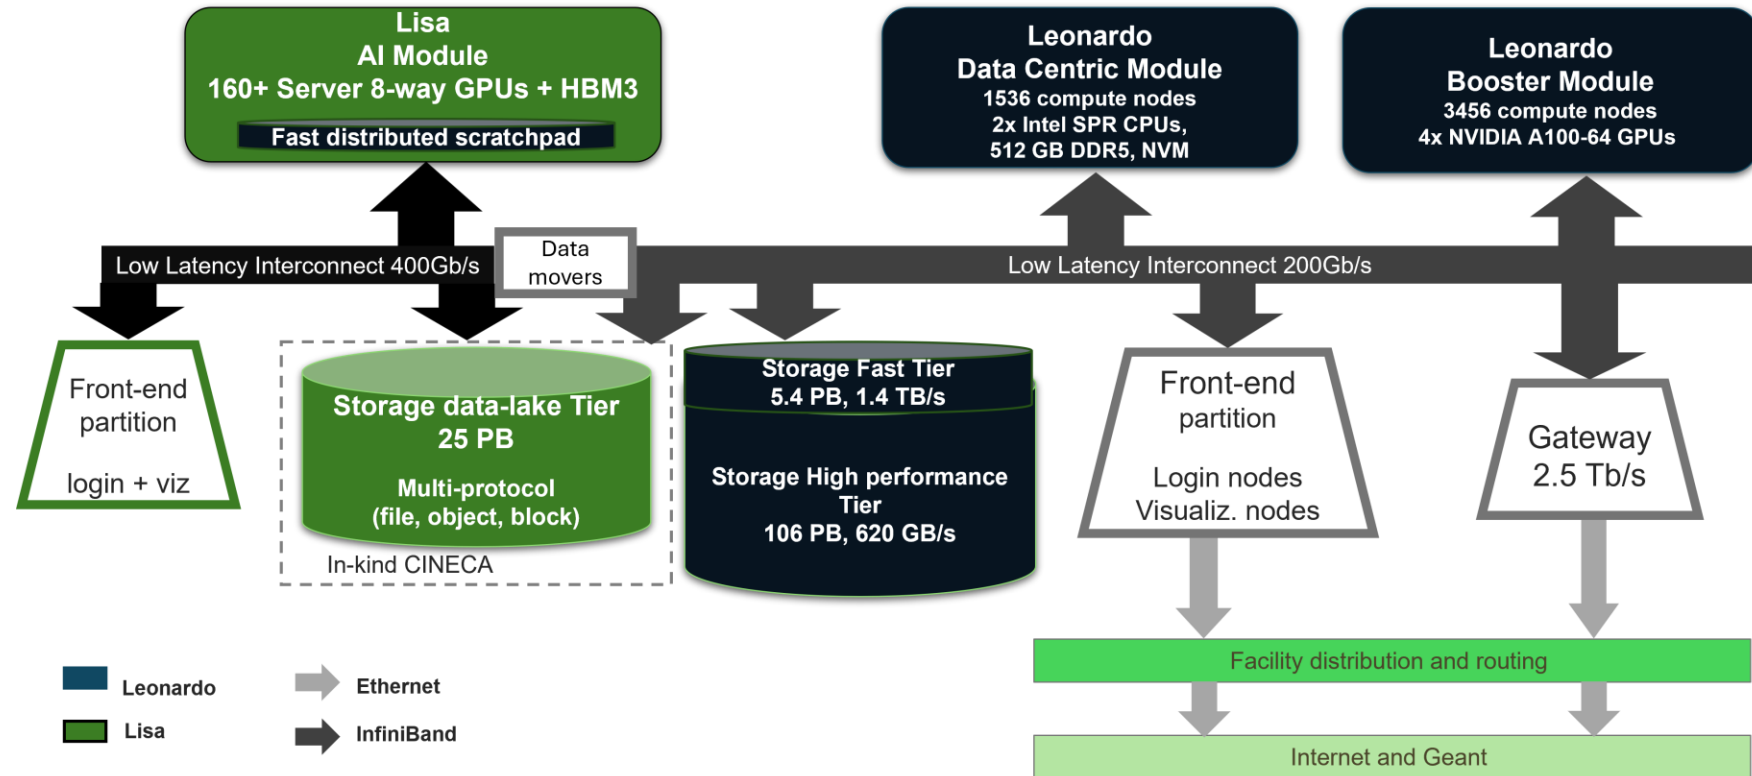 Lisa
AI Module
160+ Server 8-way GPUs + HBM3
Fast distributed scratchpad
Leonardo
Data Centric Module
1536 compute nodes
2x Intel SPR CPUs,
512 GB DDR5, NVM
Leonardo
Booster Module
3456 compute nodes
4x NVIDIA A100-64 GPUs
Low Latency Interconnect 400Gb/s
Data
movers
Low Latency Interconnect 200Gb/s
Front-end
partition
login + viz
Storage data-lake Tier
25 PB
Multi-protocol
(file, object, block)
In-kind CINECA
Storage Fast Tier
5.4 PB, 1.4 TB/s
Storage High performance
Tier
106 PB, 620 GB/s
Front-end
partition
Login nodes
Visualiz. nodes
Gateway
2.5 Tb/s
Facility distribution and routing
Internet and Geant
Leonardo
Lisa
Ethernet
InfiniBand